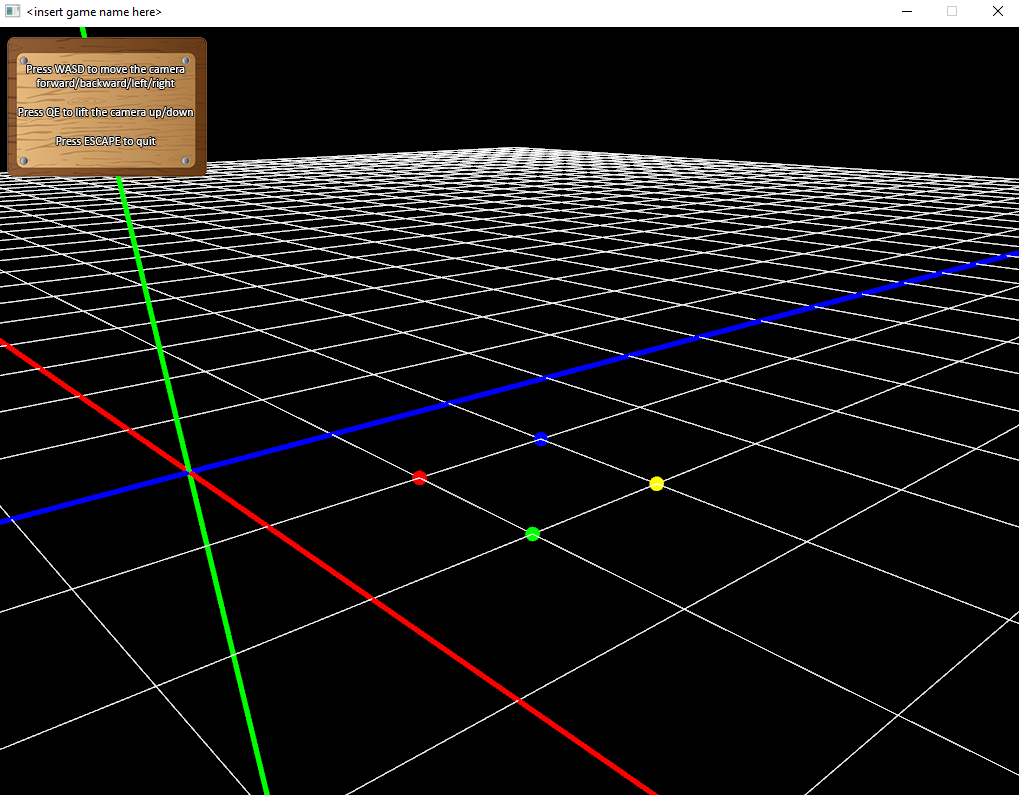 <insert game name here>
Press WASD to move the camera
forward/backward/left/right
Press QE to lift the camera up/down
Press ESCAPE to quit